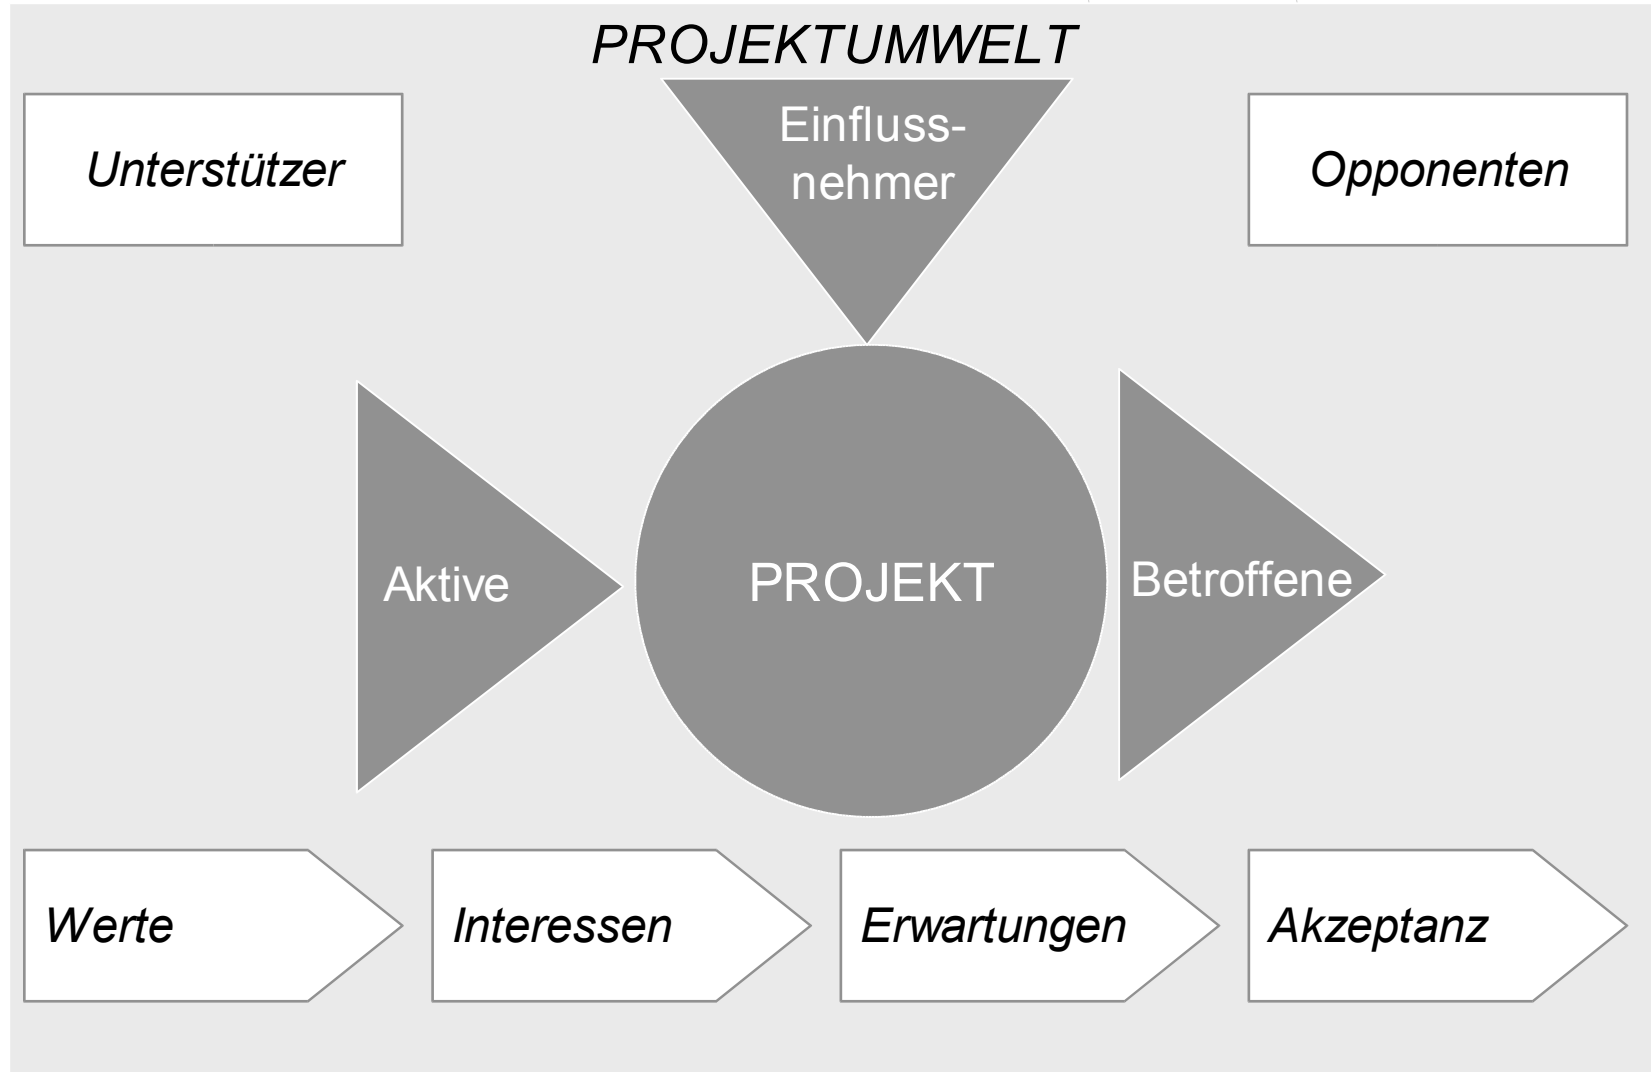 PROJEKTUMWELT
Unterstützer
Einfluss-
nehmer
Opponenten
Aktive
PROJEKT
Betroffene
Werte
Interessen
Erwartungen
Akzeptanz